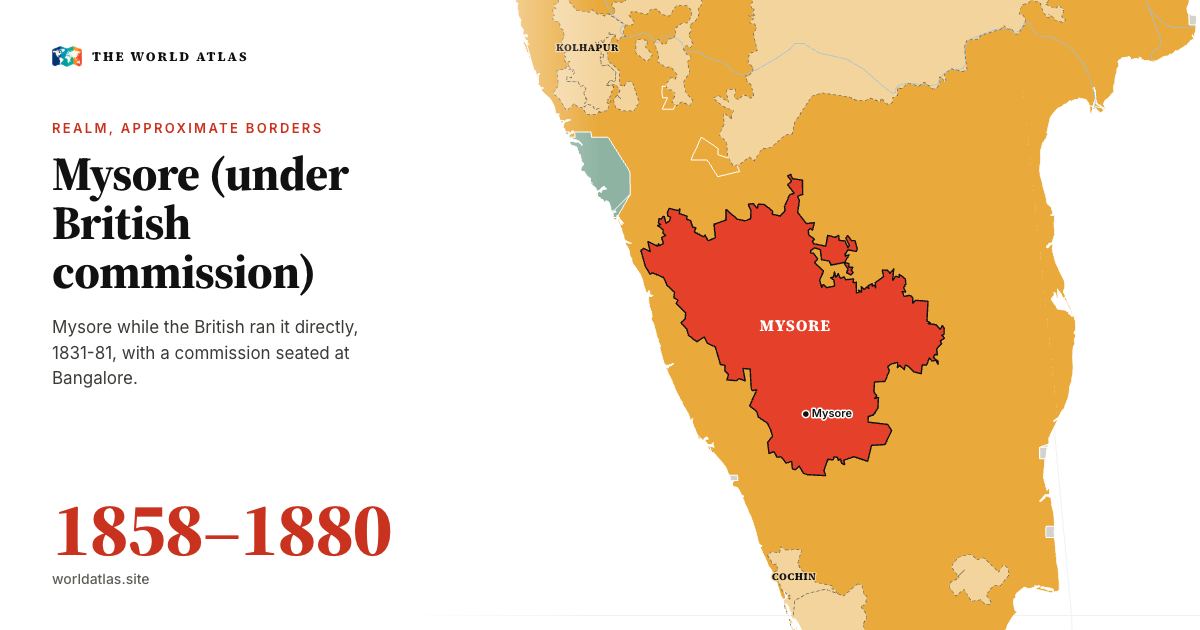 THE WORLD ATLAS
REALM, APPROXIMATE BORDERS
Mysore (under
British
commission)
Mysore while the British ran it directly,
1831-81, with a commission seated at
Bangalore.
1858–1880
worldatlas.site
KOLHAPUR
MYSORE
Mysore
COCHIN